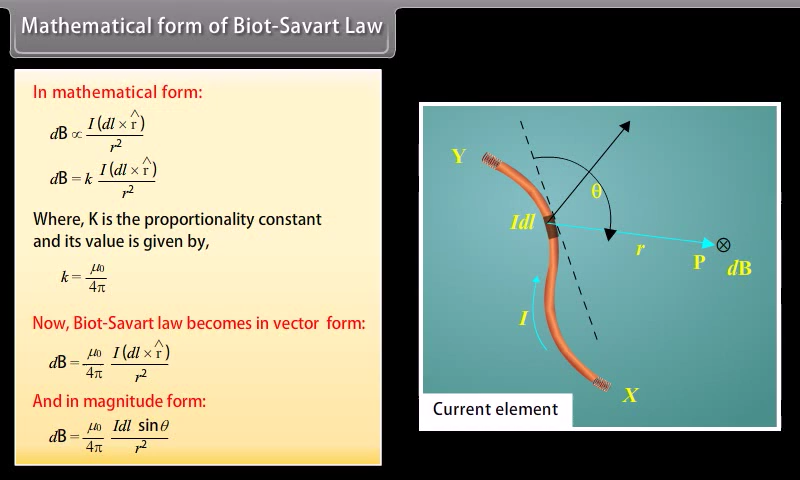 Mathematical form of Biot-Savart Law
In mathematical form:
dB ∝ I (dl × r̂) / r²
dB = k I (dl × r̂) / r²
Where, K is the proportionality constant
and its value is given by,
k = μ₀ / 4π
Now, Biot-Savart law becomes in vector form:
dB = μ₀ / 4π I (dl × r̂) / r²
And in magnitude form:
dB = μ₀ / 4π Idl sinθ / r²
Y
θ
Idl
r
P
dB
I
X
Current element